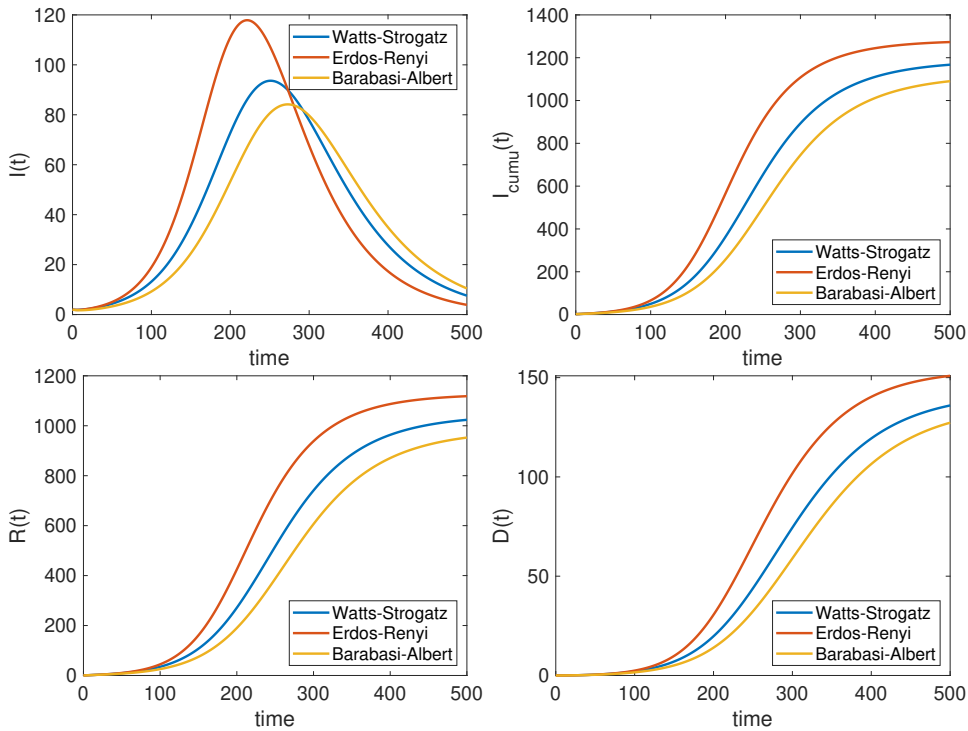 120
100
80
60
40
20
0
I(t)
Watts-Strogatz
Erdos-Renyi
Barabasi-Albert
0 100 200 300 400 500
time
1400
1200
1000
800
600
400
200
0
I_cumu(t)
Watts-Strogatz
Erdos-Renyi
Barabasi-Albert
0 100 200 300 400 500
time
1200
1000
800
600
400
200
0
R(t)
Watts-Strogatz
Erdos-Renyi
Barabasi-Albert
0 100 200 300 400 500
time
150
100
50
0
D(t)
Watts-Strogatz
Erdos-Renyi
Barabasi-Albert
0 100 200 300 400 500
time